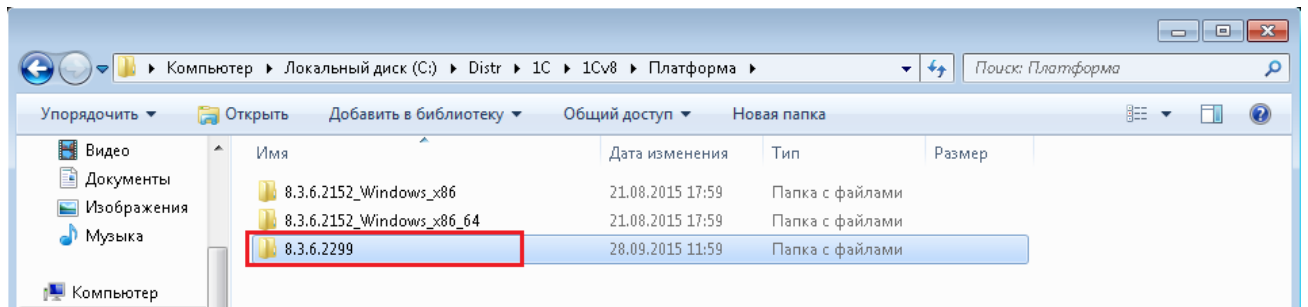 Компьютер ▸ Локальный диск (C:) ▸ Distr ▸ 1C ▸ 1Cv8 ▸ Платформа ▸ Поиск: Платформа
Упорядочить Открыть Добавить в библиотеку Общий доступ Новая папка
Видео
Документы
Изображения
Музыка
Компьютер
Имя Дата изменения Тип Размер
8.3.6.2152_Windows_x86 21.08.2015 17:59 Папка с файлами
8.3.6.2152_Windows_x86_64 21.08.2015 17:59 Папка с файлами
8.3.6.2299 28.09.2015 11:59 Папка с файлами